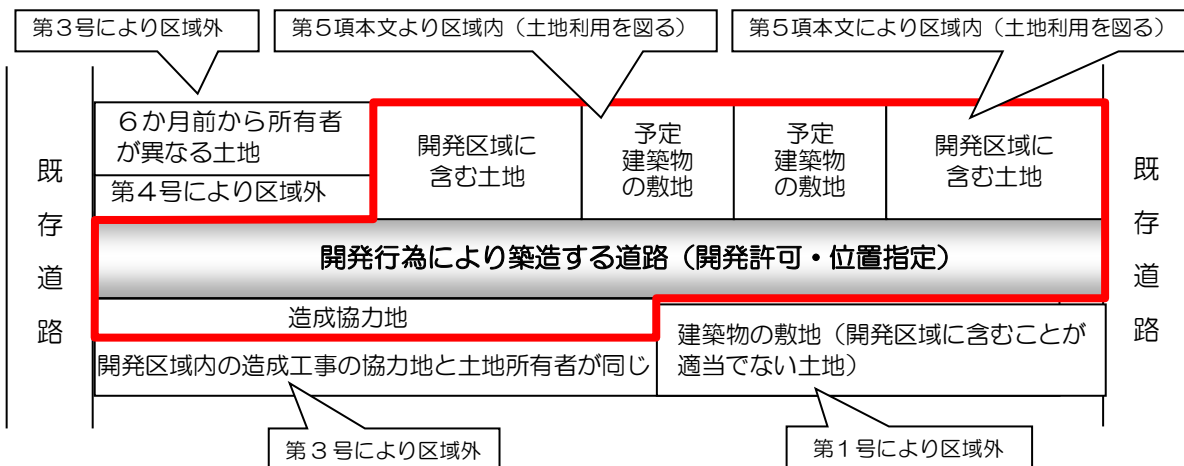 第３号により区域外
第５項本文より区域内（土地利用を図る）
第５項本文により区域内（土地利用を図る）
既存道路
６か月前から所有者
が異なる土地
第４号により区域外
開発区域に
含む土地
予定
建築物
の敷地
予定
建築物
の敷地
開発区域に
含む土地
既存道路
開発行為により築造する道路（開発許可・位置指定）
造成協力地
開発区域内の造成工事の協力地と土地所有者が同じ
建築物の敷地（開発区域に含むことが
適当でない土地）
第３号により区域外
第１号により区域外